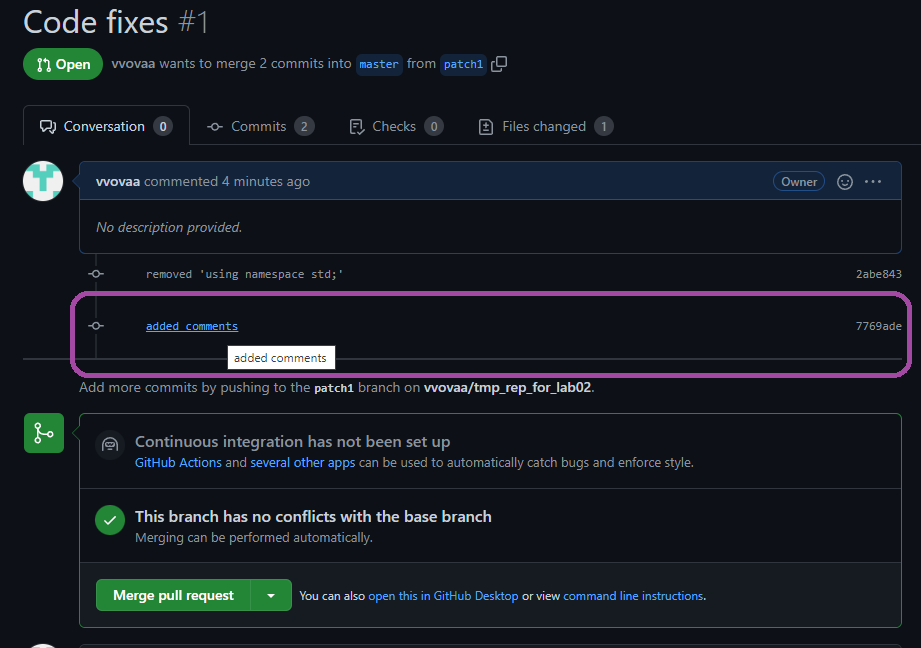 Code fixes #1
Open vvovaa wants to merge 2 commits into master from patch1
Conversation 0 Commits 2 Checks 0 Files changed 1
vvovaa commented 4 minutes ago Owner
No description provided.
removed 'using namespace std;' 2abe843
added comments 7769ade
added comments
Add more commits by pushing to the patch1 branch on vvovaa/tmp_rep_for_lab02.
Continuous integration has not been set up
GitHub Actions and several other apps can be used to automatically catch bugs and enforce style.
This branch has no conflicts with the base branch
Merging can be performed automatically.
Merge pull request You can also open this in GitHub Desktop or view command line instructions.